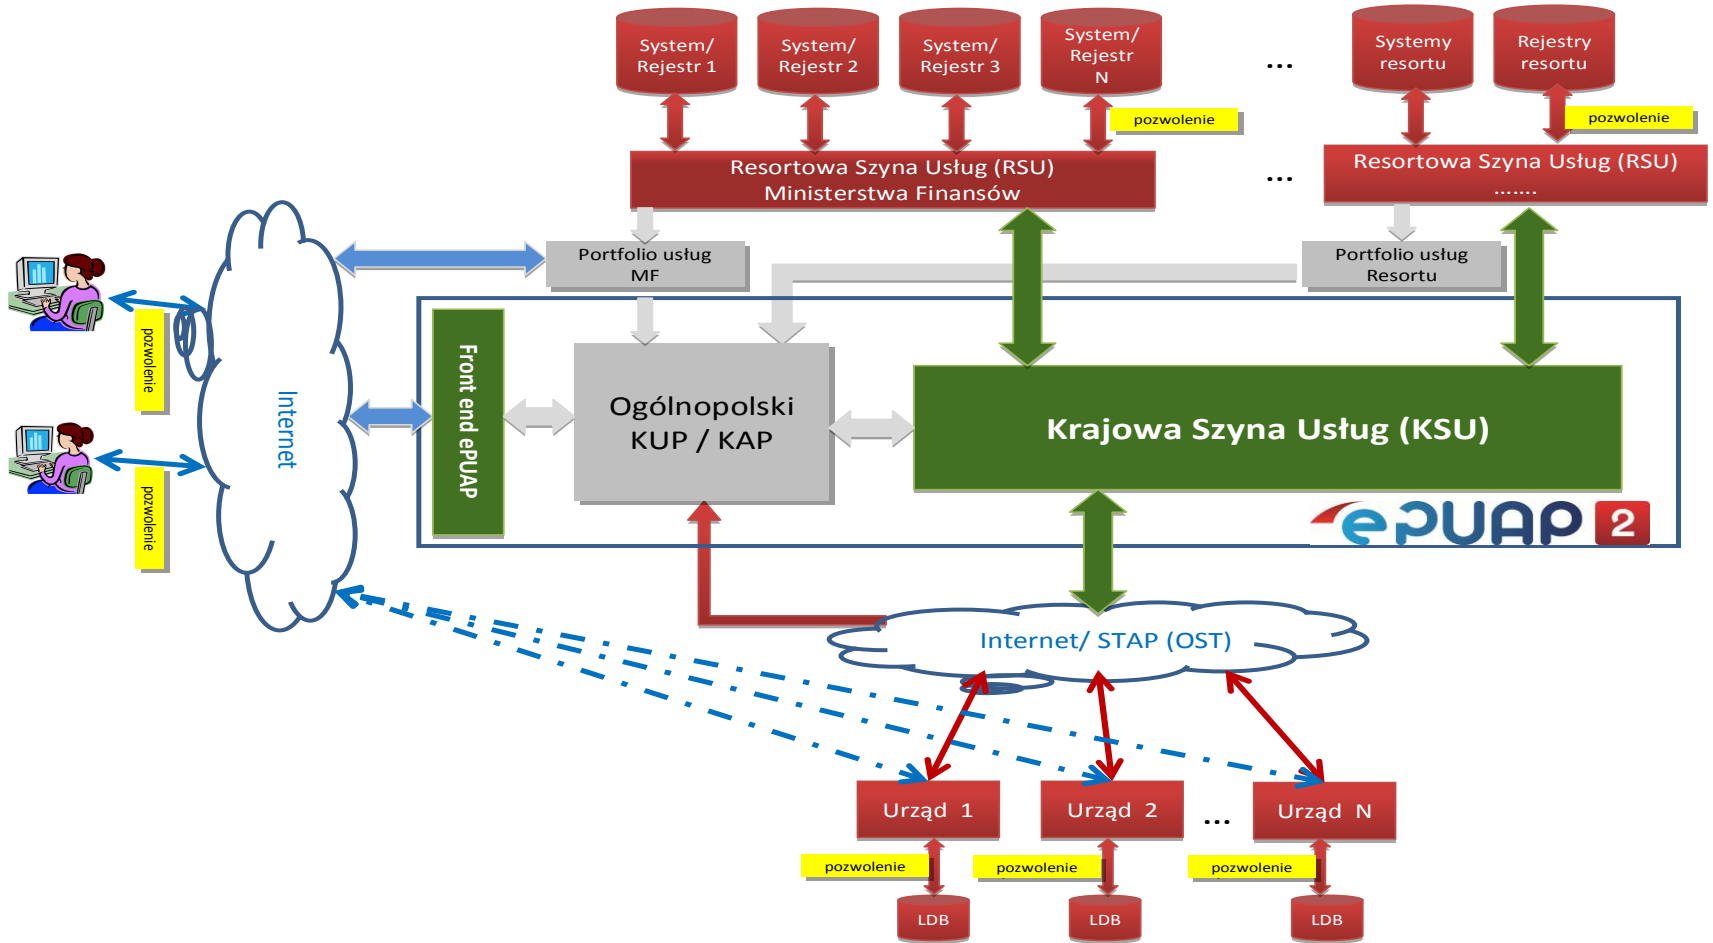 System/
Rejestr 1
System/
Rejestr 2
System/
Rejestr 3
System/
Rejestr
N
...
Systemy
resortu
Rejestry
resortu
pozwolenie
pozwolenie
Resortowa Szyna Usług (RSU)
Ministerstwa Finansów
...
Resortowa Szyna Usług (RSU)
…….
Portfolio usług
MF
Portfolio usług
Resortu
pozwolenie
pozwolenie
Internet
Front end ePUAP
Ogólnopolski
KUP / KAP
Krajowa Szyna Usług (KSU)
ePUAP 2
Internet/ STAP (OST)
Urząd 1
Urząd 2
...
Urząd N
pozwolenie
pozwolenie
pozwolenie
LDB
LDB
LDB